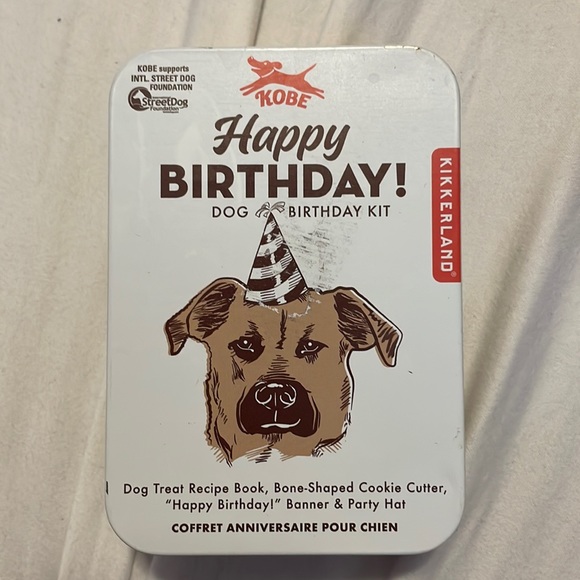 KOBE supports
INTL. STREET DOG
FOUNDATION
StreetDog
Foundation
KOBE
Happy
BIRTHDAY!
DOG BIRTHDAY KIT
KIKKERLAND®
Dog Treat Recipe Book, Bone-Shaped Cookie Cutter,
"Happy Birthday!" Banner & Party Hat
COFFRET ANNIVERSAIRE POUR CHIEN